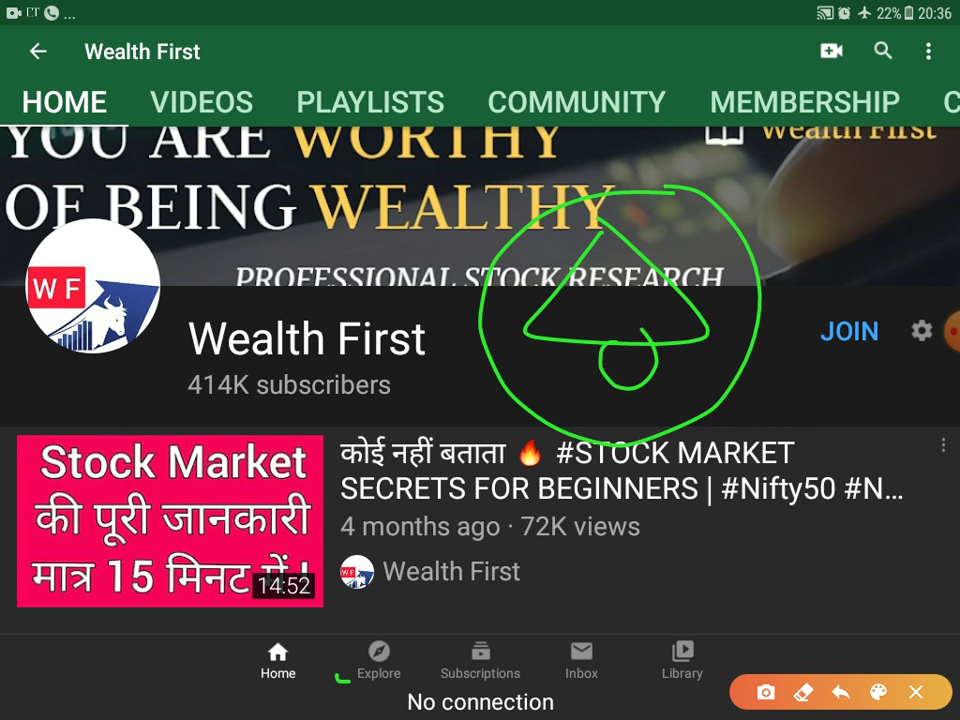 ET ... 22% 20:36
Wealth First
HOME VIDEOS PLAYLISTS COMMUNITY MEMBERSHIP C
YOU ARE WORTHY
Wealth First
OF BEING WEALTHY
PROFESSIONAL STOCK RESEARCH
W F
Wealth First
JOIN
414K subscribers
Stock Market
की पूरी जानकारी
मात्र 15 मिनट में !
14:52
कोई नहीं बताता 🔥 #STOCK MARKET
SECRETS FOR BEGINNERS | #Nifty50 #N...
4 months ago · 72K views
W F
Wealth First
Home Explore Subscriptions Inbox Library
No connection